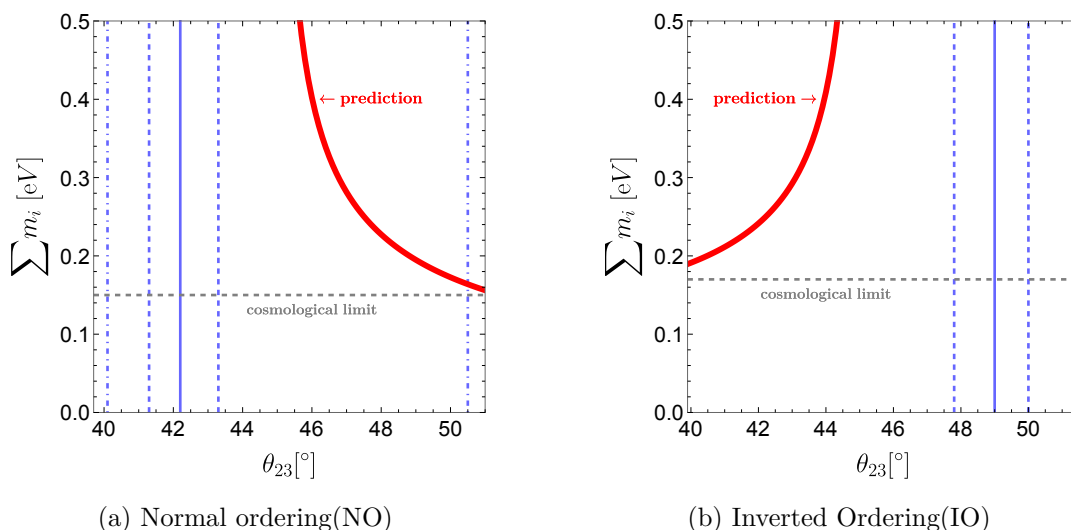 0.5
0.4
0.3
0.2
0.1
0.0
∑ m_i [eV]
← prediction
cosmological limit
40 42 44 46 48 50
θ_23[°]
(a) Normal ordering(NO)
0.5
0.4
0.3
0.2
0.1
0.0
∑ m_i [eV]
prediction →
cosmological limit
40 42 44 46 48 50
θ_23[°]
(b) Inverted Ordering(IO)